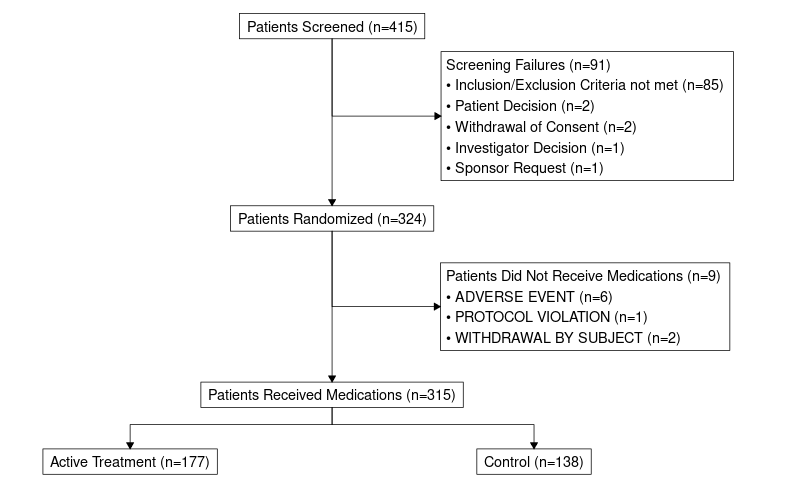 Patients Screened (n=415)
Screening Failures (n=91)
• Inclusion/Exclusion Criteria not met (n=85)
• Patient Decision (n=2)
• Withdrawal of Consent (n=2)
• Investigator Decision (n=1)
• Sponsor Request (n=1)
Patients Randomized (n=324)
Patients Did Not Receive Medications (n=9)
• ADVERSE EVENT (n=6)
• PROTOCOL VIOLATION (n=1)
• WITHDRAWAL BY SUBJECT (n=2)
Patients Received Medications (n=315)
Active Treatment (n=177)
Control (n=138)